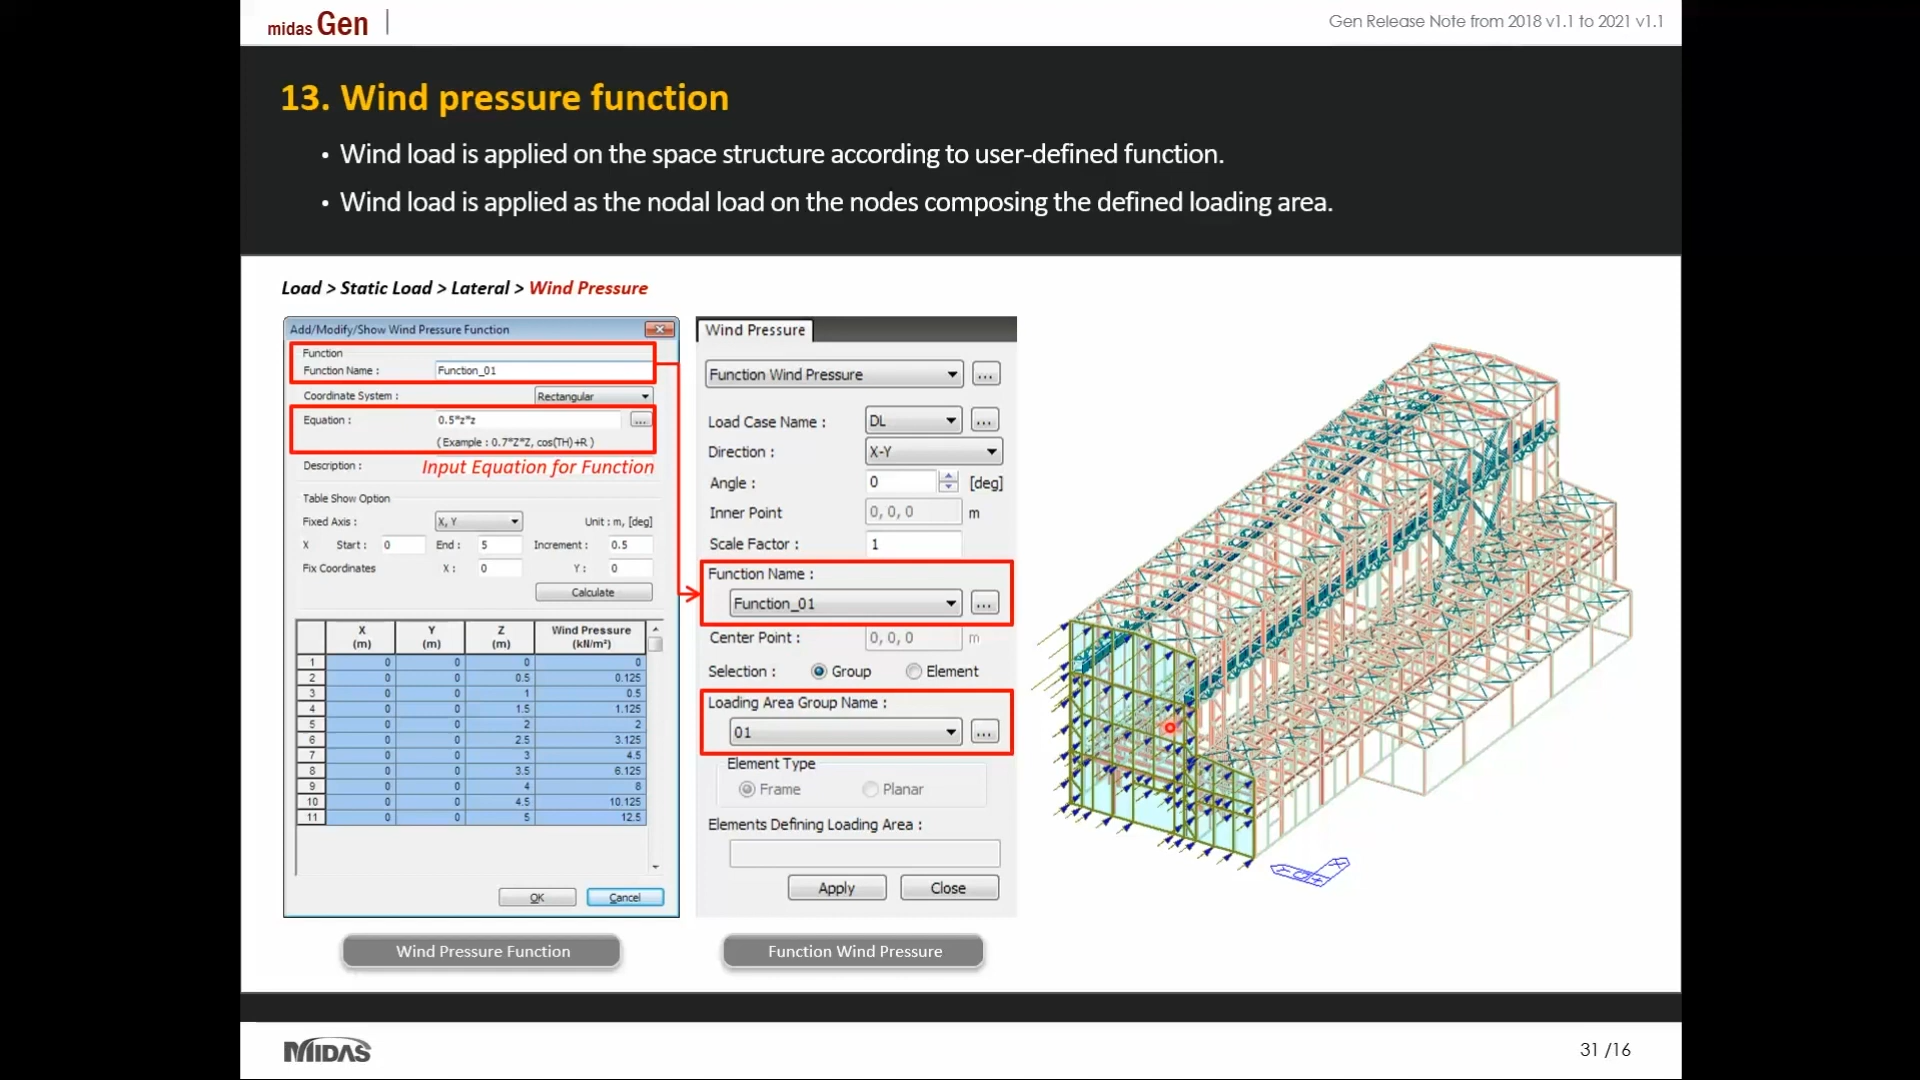 midas Gen
Gen Release Note from 2018 v1.1 to 2021 v1.1
13. Wind pressure function
• Wind load is applied on the space structure according to user-defined function.
• Wind load is applied as the nodal load on the nodes composing the defined loading area.
Load > Static Load > Lateral > Wind Pressure
Add/Modify/Show Wind Pressure Function
Function
Function Name : Function_01
Coordinate System : Rectangular
Equation : 0.5*z*z ...
( Example : 0.7*Z*Z, cos(TH)+R )
Description : Input Equation for Function
Table Show Option
Fixed Axis : X, Y Unit : m, [deg]
X Start : 0 End : 5 Increment : 0.5
Fix Coordinates X : 0 Y : 0
Calculate
X (m) Y (m) Z (m) Wind Pressure (kN/m²)
1 0 0 0 0
2 0 0 0.5 0.125
3 0 0 1 0.5
4 0 0 1.5 1.125
5 0 0 2 2
6 0 0 2.5 3.125
7 0 0 3 4.5
8 0 0 3.5 6.125
9 0 0 4 8
10 0 0 4.5 10.125
11 0 0 5 12.5
OK Cancel
Wind Pressure Function
Wind Pressure
Function Wind Pressure ...
Load Case Name : DL ...
Direction : X-Y
Angle : 0 [deg]
Inner Point 0, 0, 0 m
Scale Factor : 1
Function Name :
Function_01 ...
Center Point : 0, 0, 0 m
Selection : Group Element
Loading Area Group Name :
01 ...
Element Type
Frame Planar
Elements Defining Loading Area :
Apply Close
Function Wind Pressure
MIDAS
31 /16